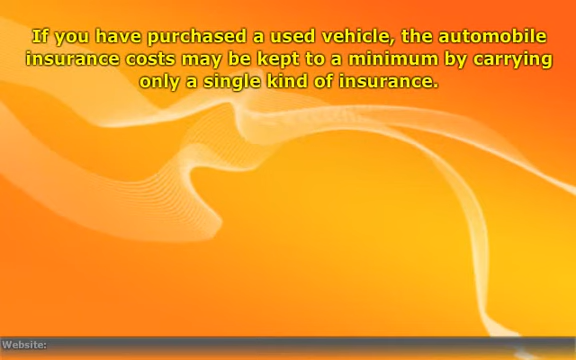 If you have purchased a used vehicle, the automobile
insurance costs may be kept to a minimum by carrying
only a single kind of insurance.
Website: